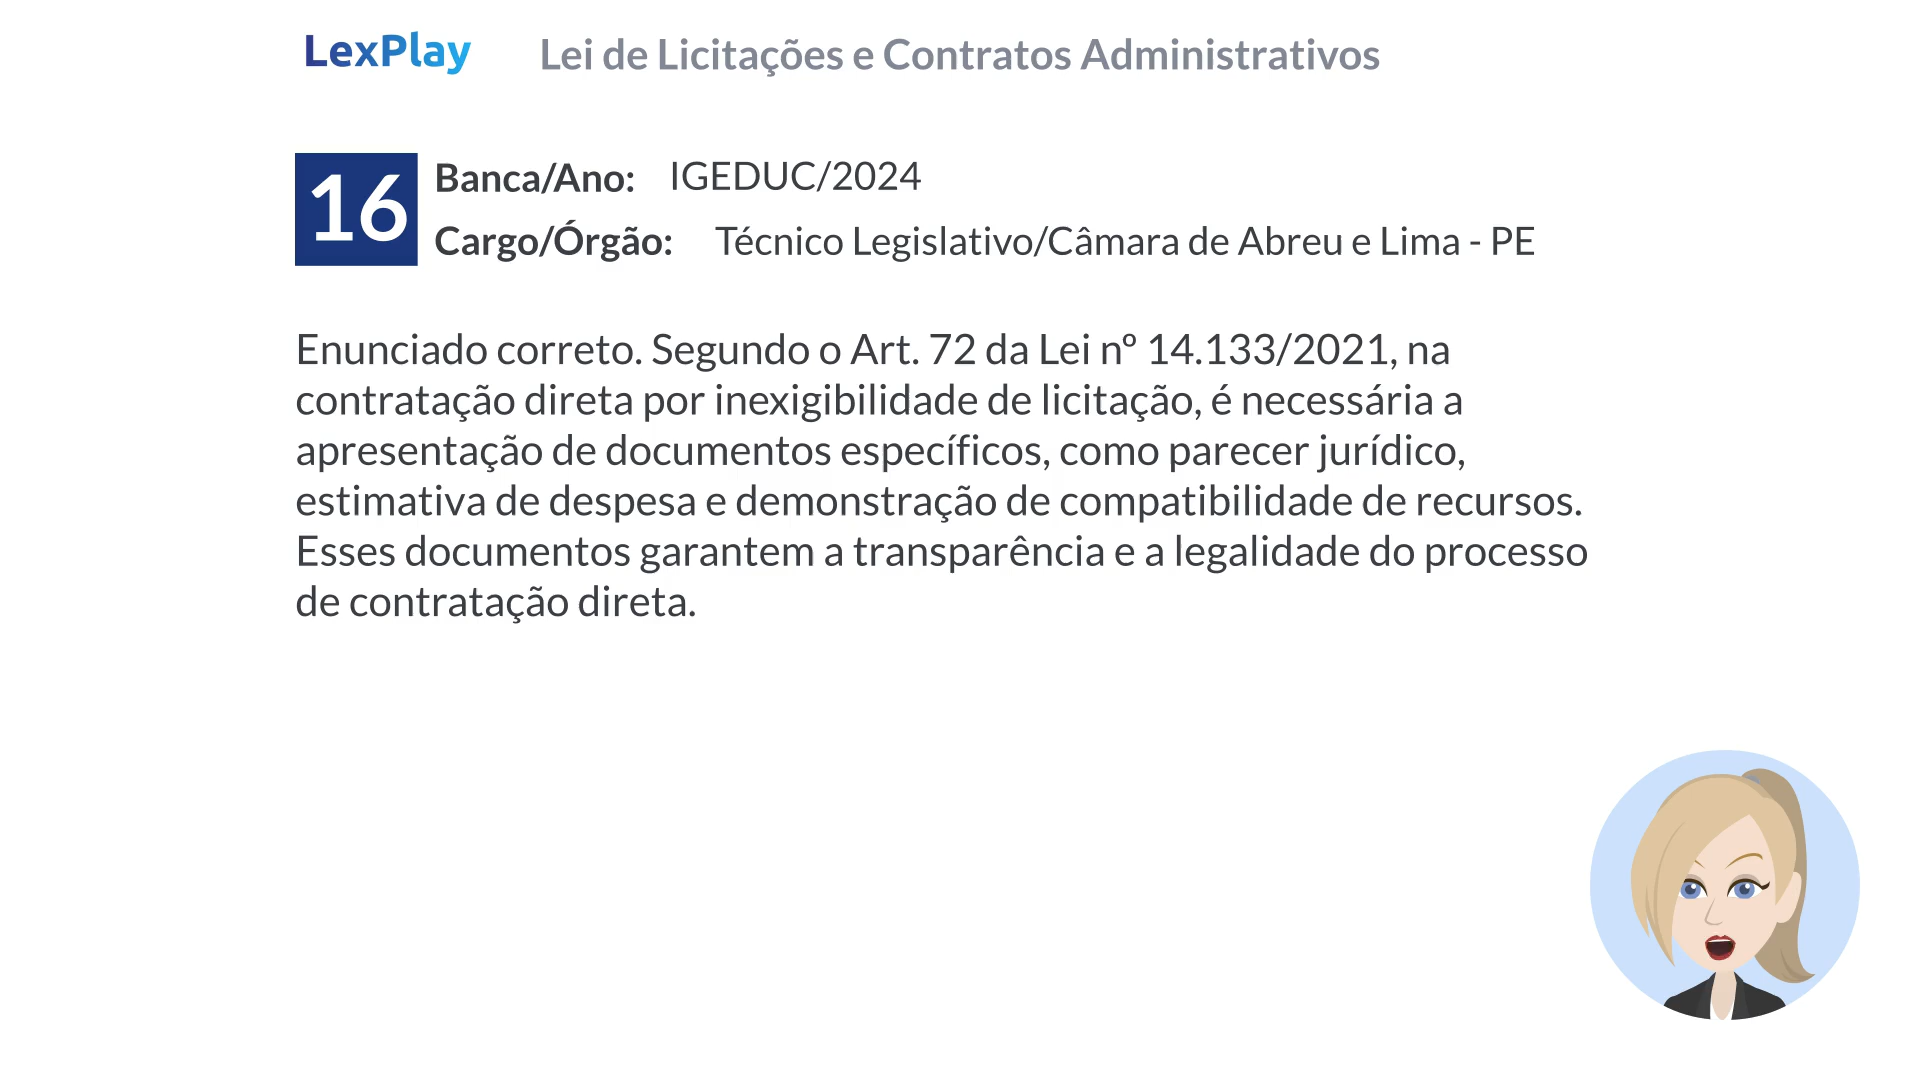 LexPlay
Lei de Licitações e Contratos Administrativos
16
Banca/Ano: IGEDUC/2024
Cargo/Órgão: Técnico Legislativo/Câmara de Abreu e Lima - PE
Enunciado correto. Segundo o Art. 72 da Lei nº 14.133/2021, na
contratação direta por inexigibilidade de licitação, é necessária a
apresentação de documentos específicos, como parecer jurídico,
estimativa de despesa e demonstração de compatibilidade de recursos.
Esses documentos garantem a transparência e a legalidade do processo
de contratação direta.